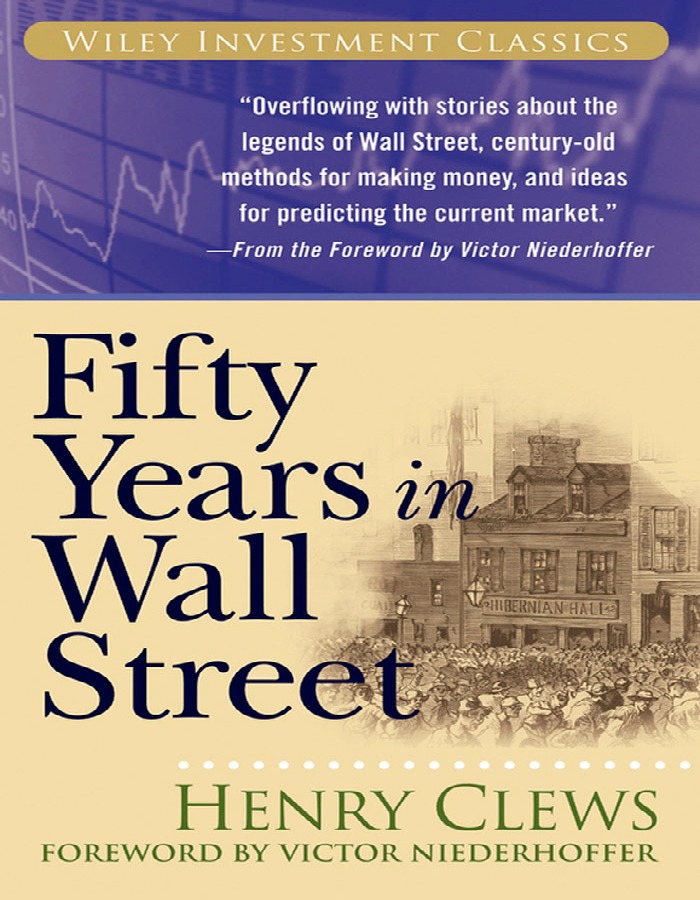 WILEY INVESTMENT CLASSICS
“Overflowing with stories about the
legends of Wall Street, century-old
methods for making money, and ideas
for predicting the current market.”
—From the Foreword by Victor Niederhoffer
Fifty
Years in
Wall
Street
HIBERNIAN HALL
HENRY CLEWS
FOREWORD BY VICTOR NIEDERHOFFER